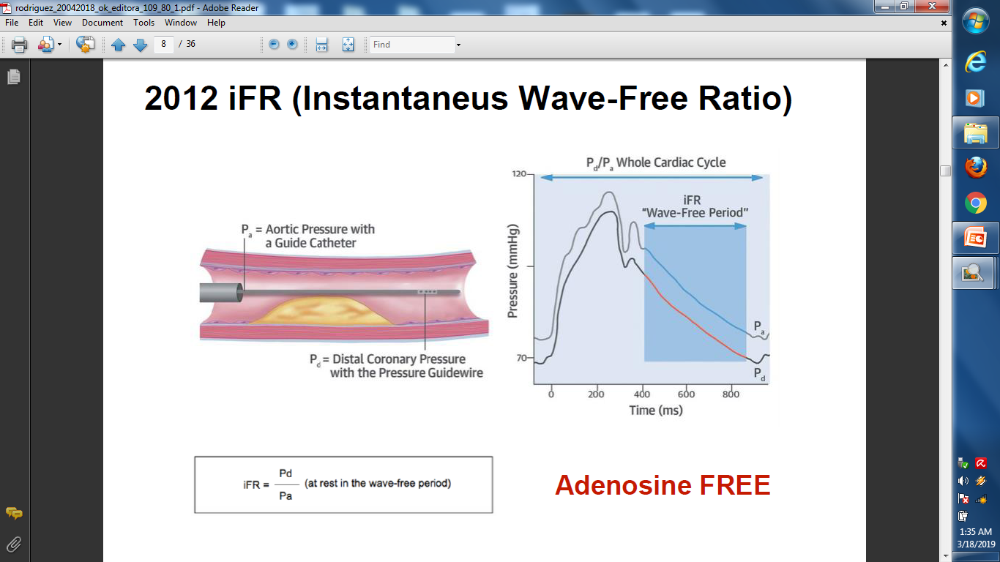 rodriguez_20042018_ok_editora_109_80_1.pdf - Adobe Reader
File Edit View Document Tools Window Help
8 / 36
Find
2012 iFR (Instantaneus Wave-Free Ratio)
Pa = Aortic Pressure with
a Guide Catheter
Pd = Distal Coronary Pressure
with the Pressure Guidewire
Pd/Pa Whole Cardiac Cycle
120
iFR
“Wave-Free Period”
Pressure (mmHg)
Pa
70
Pd
0 200 400 600 800
Time (ms)
iFR = Pd
Pa
(at rest in the wave-free period)
Adenosine FREE
1:35 AM
3/18/2019